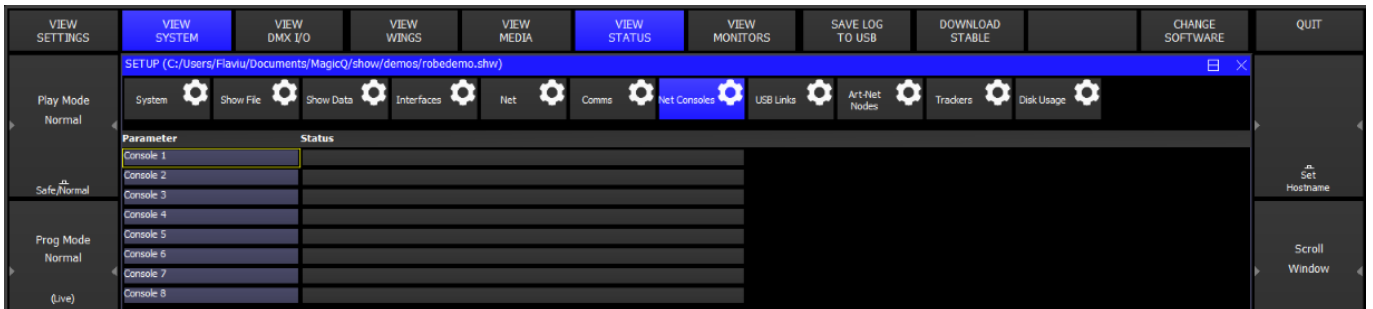 VIEW
SETTINGS
VIEW
SYSTEM
VIEW
DMX I/O
VIEW
WINGS
VIEW
MEDIA
VIEW
STATUS
VIEW
MONITORS
SAVE LOG
TO USB
DOWNLOAD
STABLE
CHANGE
SOFTWARE
QUIT
SETUP (C:/Users/Flaviu/Documents/MagicQ/show/demos/robedemo.shw)
Play Mode
Normal
Safe/Normal
System
Show File
Show Data
Interfaces
Net
Comms
Net Consoles
USB Links
Art-Net
Nodes
Trackers
Disk Usage
Parameter Status
Console 1
Console 2
Console 3
Console 4
Console 5
Console 6
Console 7
Console 8
Set
Hostname
Prog Mode
Normal
(Live)
Scroll
Window